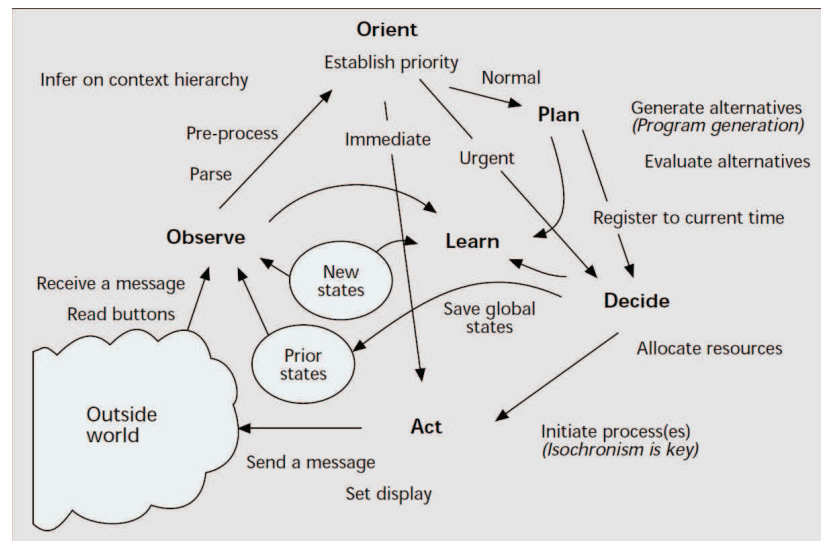 Orient
Establish priority
Infer on context hierarchy
Normal
Plan
Generate alternatives
(Program generation)
Evaluate alternatives
Pre-process
Immediate
Urgent
Parse
Register to current time
Observe
Learn
New
states
Receive a message
Read buttons
Save global
states
Decide
Prior
states
Allocate resources
Outside
world
Act
Initiate process(es)
(Isochronism is key)
Send a message
Set display